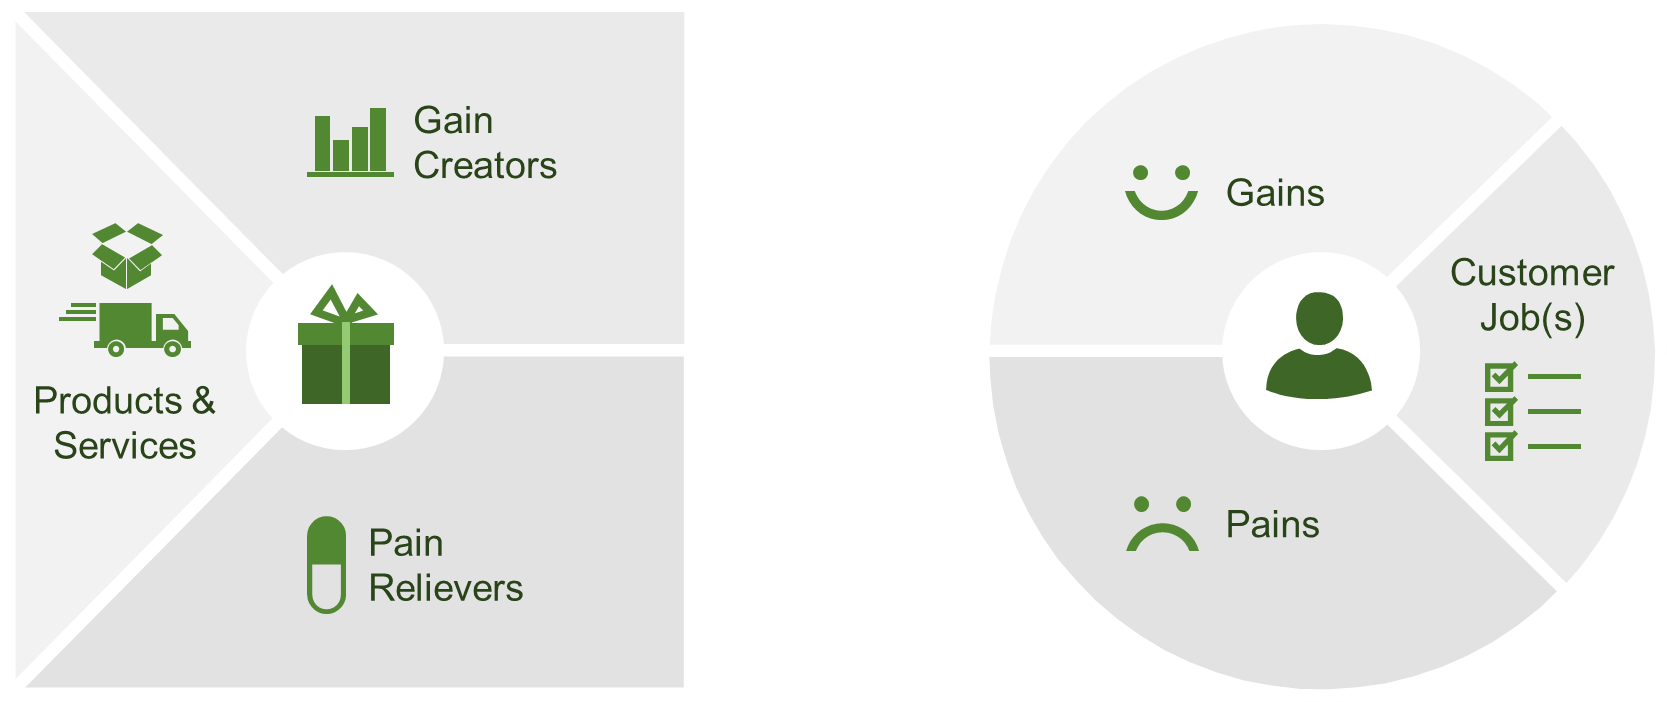 Gain
Creators
Products &
Services
Pain
Relievers
Gains
Customer
Job(s)
Pains